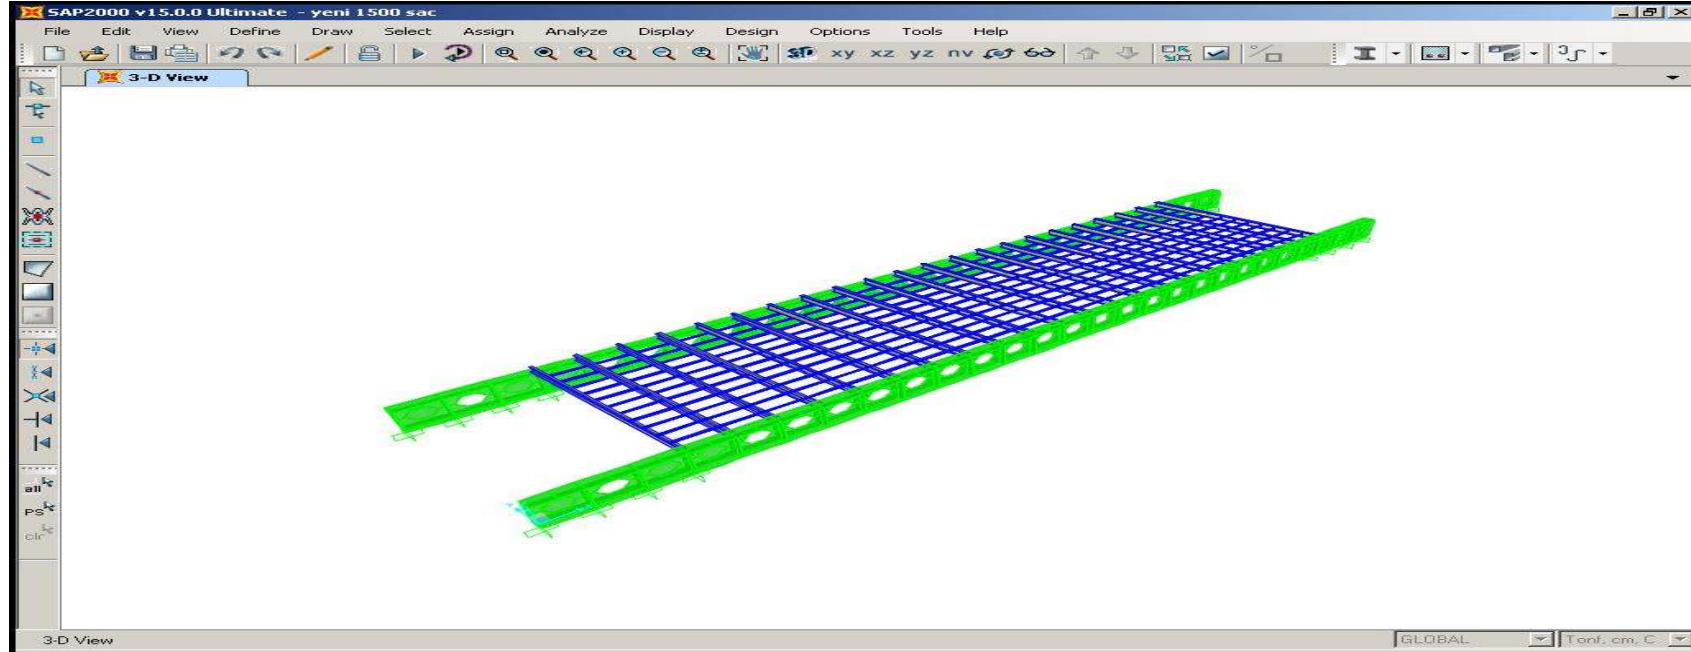 SAP2000 v15.0.0 Ultimate - yeni 1500 sac
File Edit View Define Draw Select Assign Analyze Display Design Options Tools Help
xy xz yz nv
3-D View
all
PS
clr
3-D View GLOBAL Tonf, cm, C